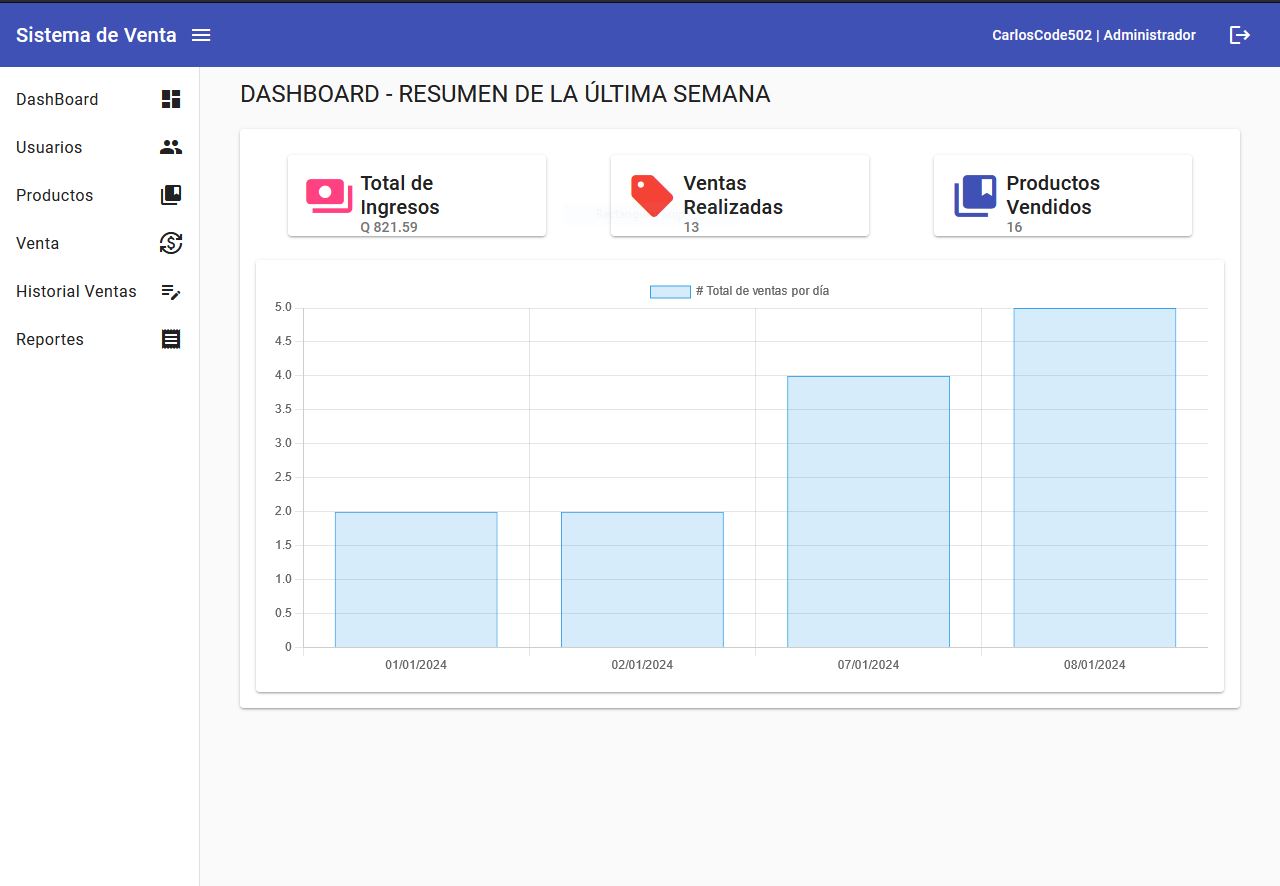 Sistema de Venta
CarlosCode502 | Administrador
DashBoard
Usuarios
Productos
Venta
Historial Ventas
Reportes
DASHBOARD - RESUMEN DE LA ÚLTIMA SEMANA
Total de
Ingresos
Q 821.59
Ventas
Realizadas
13
Productos
Vendidos
16
# Total de ventas por día
5.0
4.5
4.0
3.5
3.0
2.5
2.0
1.5
1.0
0.5
0
01/01/2024
02/01/2024
07/01/2024
08/01/2024